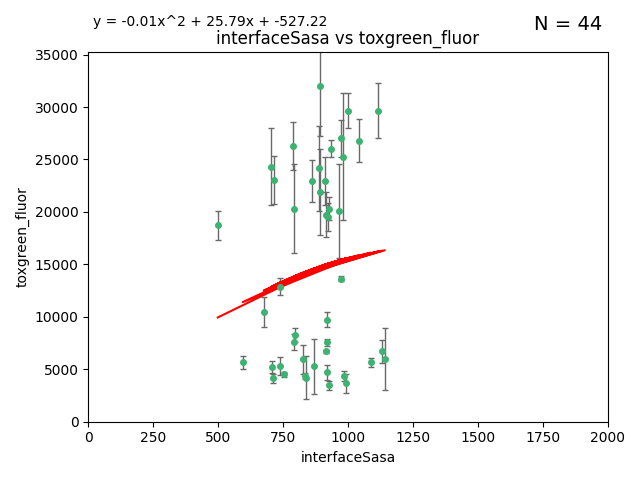 y = -0.01x^2 + 25.79x + -527.22
N = 44
interfaceSasa vs toxgreen_fluor
35000
30000
25000
20000
15000
10000
5000
0
toxgreen_fluor
0 250 500 750 1000 1250 1500 1750 2000
interfaceSasa